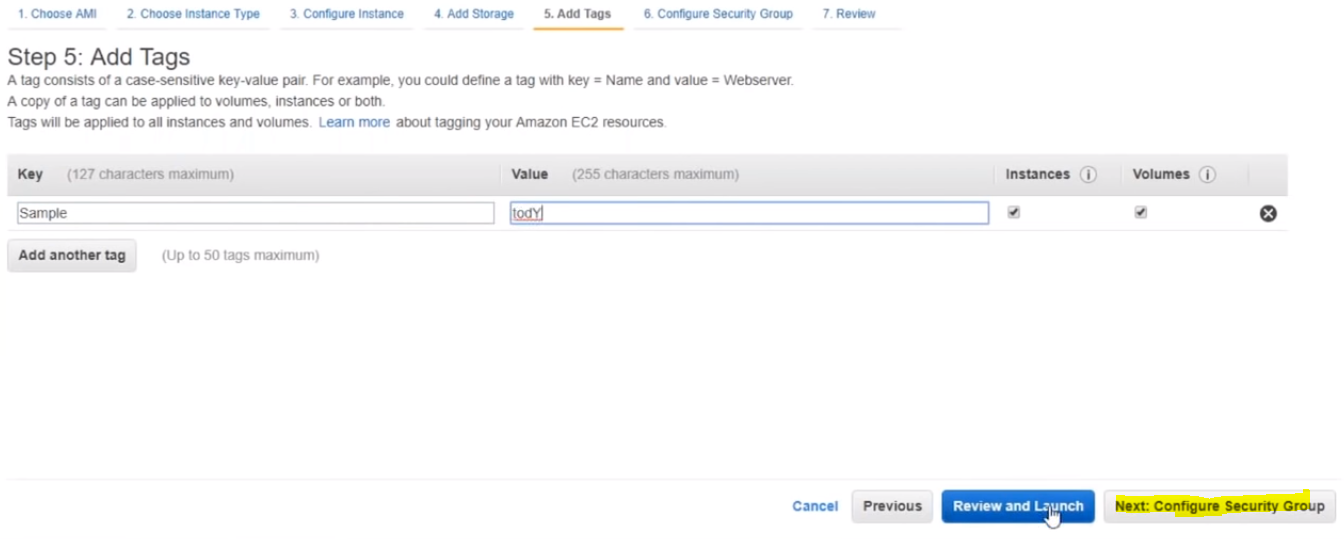 1. Choose AMI 2. Choose Instance Type 3. Configure Instance 4. Add Storage 5. Add Tags 6. Configure Security Group 7. Review
Step 5: Add Tags
A tag consists of a case-sensitive key-value pair. For example, you could define a tag with key = Name and value = Webserver.
A copy of a tag can be applied to volumes, instances or both.
Tags will be applied to all instances and volumes. Learn more about tagging your Amazon EC2 resources.
Key (127 characters maximum) Value (255 characters maximum) Instances i Volumes i
Sample todY
Add another tag (Up to 50 tags maximum)
Cancel Previous Review and Launch Next: Configure Security Group